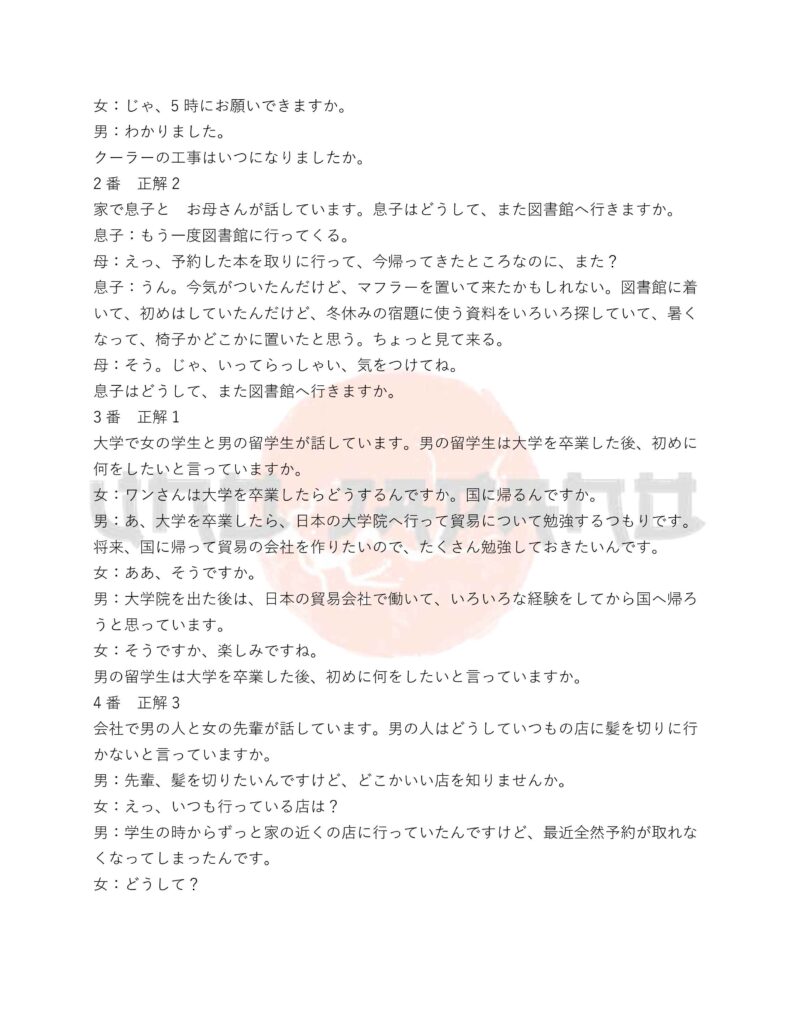 女：じゃ、5 時にお願いできますか。
男：わかりました。
クーラーの工事はいつになりましたか。
2 番　正解 2
家で息子と　お母さんが話しています。息子はどうして、また図書館へ行きますか。
息子：もう一度図書館に行ってくる。
母：えっ、予約した本を取りに行って、今帰ってきたところなのに、また？
息子：うん。今気がついたんだけど、マフラーを置いて来たかもしれない。図書館に着
いて、初めはしていたんだけど、冬休みの宿題に使う資料をいろいろ探していて、暑く
なって、椅子かどこかに置いたと思う。ちょっと見て来る。
母：そう。じゃ、いってらっしゃい、気をつけてね。
息子はどうして、また図書館へ行きますか。
3 番　正解 1
大学で女の学生と男の留学生が話しています。男の留学生は大学を卒業した後、初めに
何をしたいと言っていますか。
女：ワンさんは大学を卒業したらどうするんですか。国に帰るんですか。
男：あ、大学を卒業したら、日本の大学院へ行って貿易について勉強するつもりです。
将来、国に帰って貿易の会社を作りたいので、たくさん勉強しておきたいんです。
女：ああ、そうですか。
男：大学院を出た後は、日本の貿易会社で働いて、いろいろな経験をしてから国へ帰ろ
うと思っています。
女：そうですか、楽しみですね。
男の留学生は大学を卒業した後、初めに何をしたいと言っていますか。
4 番　正解 3
会社で男の人と女の先輩が話しています。男の人はどうしていつもの店に髪を切りに行
かないと言っていますか。
男：先輩、髪を切りたいんですけど、どこかいい店を知りませんか。
女：えっ、いつも行っている店は？
男：学生の時からずっと家の近くの店に行っていたんですけど、最近全然予約が取れな
くなってしまったんです。
女：どうして？